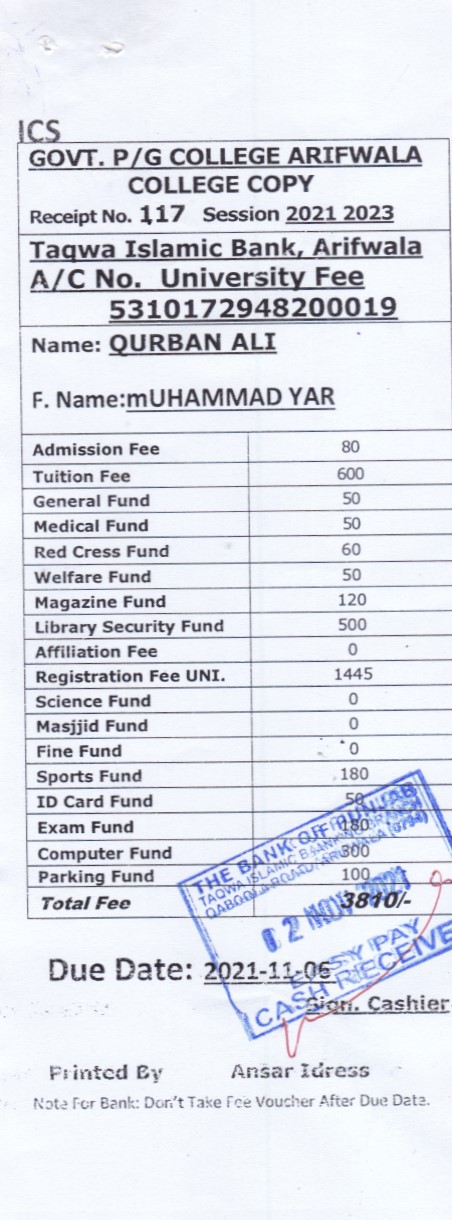 ICS
GOVT. P/G COLLEGE ARIFWALA
COLLEGE COPY
Receipt No. 117 Session 2021 2023
Taqwa Islamic Bank, Arifwala
A/C No. University Fee
5310172948200019
Name: QURBAN ALI
F. Name:mUHAMMAD YAR
Admission Fee 80
Tuition Fee 600
General Fund 50
Medical Fund 50
Red Cress Fund 60
Welfare Fund 50
Magazine Fund 120
Library Security Fund 500
Affiliation Fee 0
Registration Fee UNI. 1445
Science Fund 0
Masjjid Fund 0
Fine Fund 0
Sports Fund 180
ID Card Fund 50
Exam Fund 180
Computer Fund 300
Parking Fund 100
Total Fee 3810/-
THE BANK OF PUNJAB
TAQWA ISLAMIC BANKING
QABOOLA ROAD,
02 NOV 2021
PAY
CASH RECEIVE
Due Date: 2021-11-06
Sign. Cashier
Printed By Ansar Idress
Note For Bank: Don't Take Fee Voucher After Due Date.